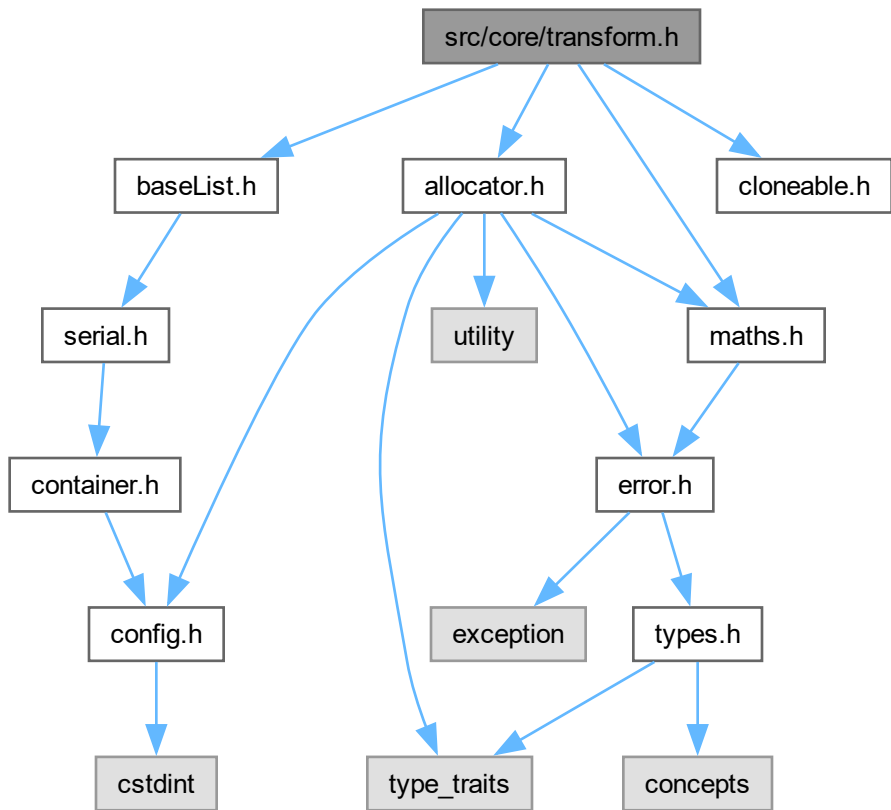 src/core/transform.h
baseList.h
allocator.h
cloneable.h
serial.h
utility
maths.h
container.h
error.h
config.h
exception
types.h
cstdint
type_traits
concepts